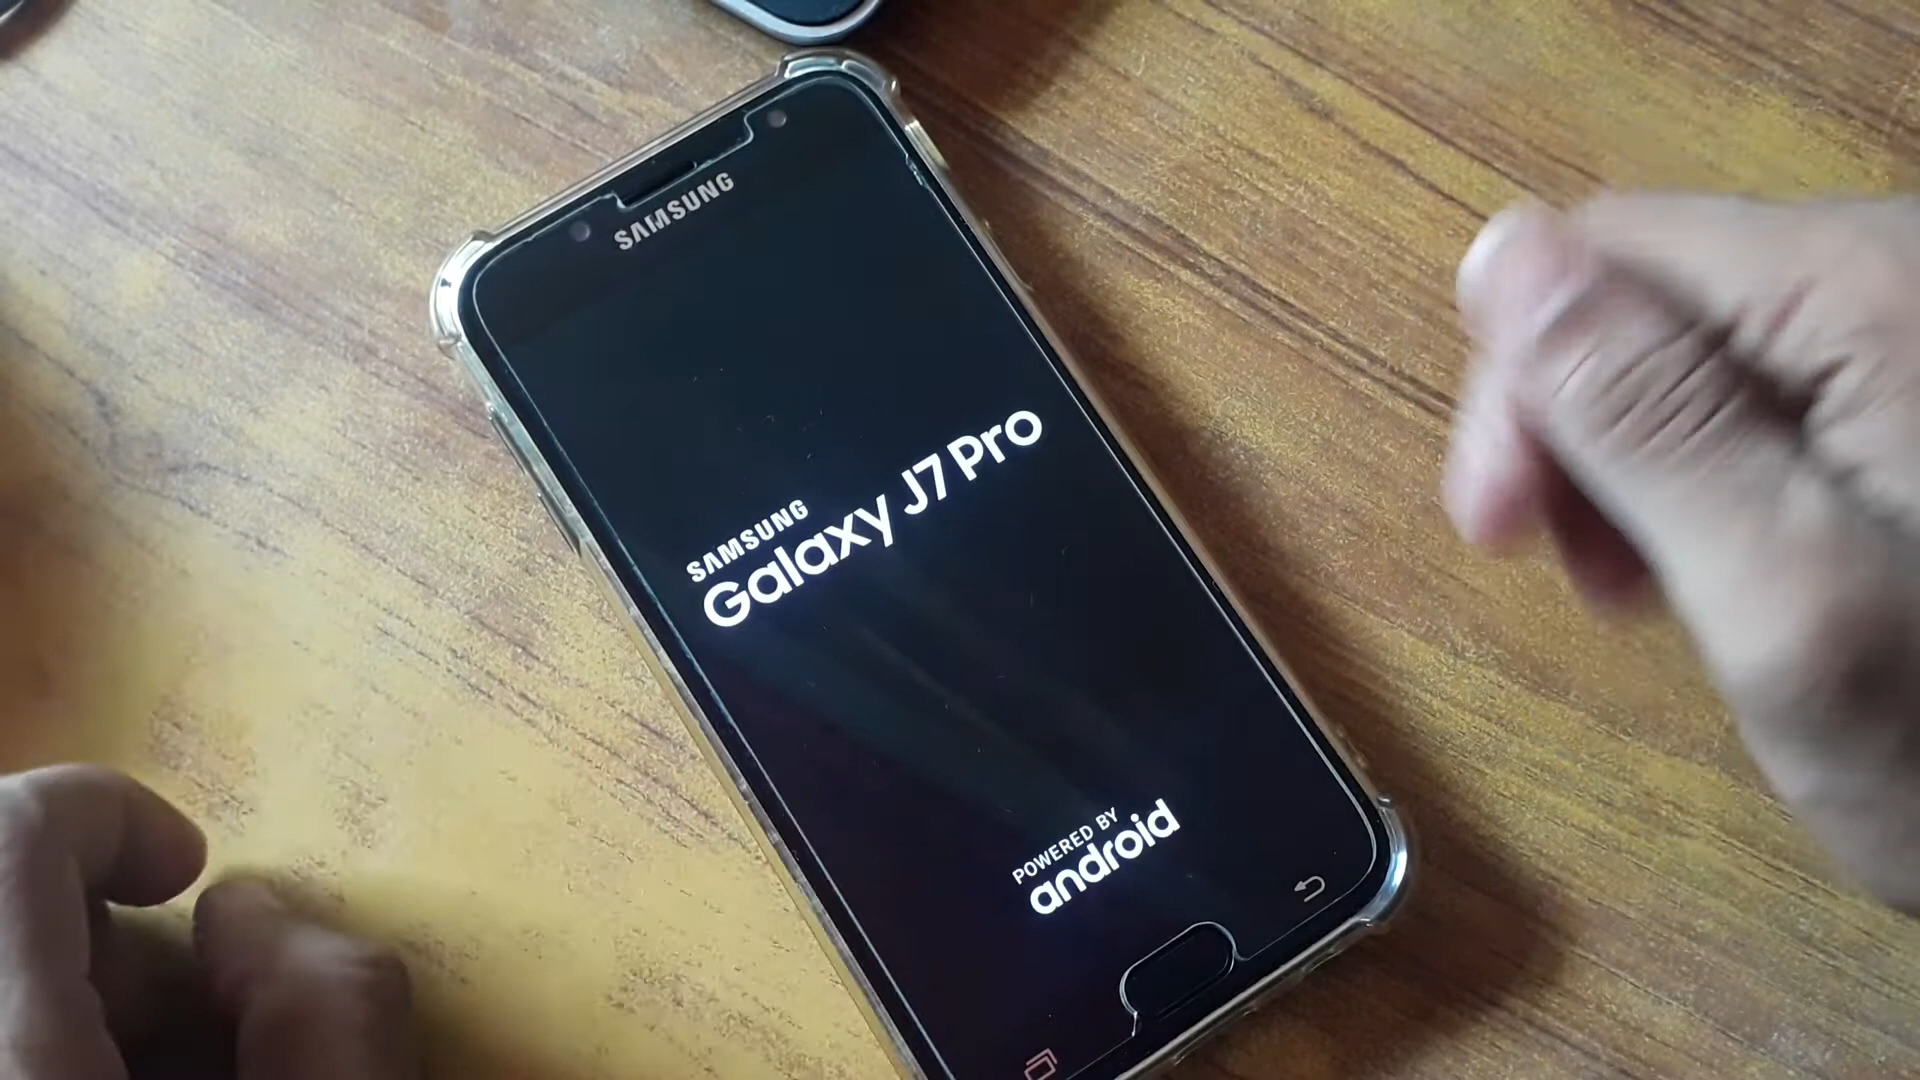 SAMSUNG
SAMSUNG
Galaxy J7 Pro
POWERED BY
android